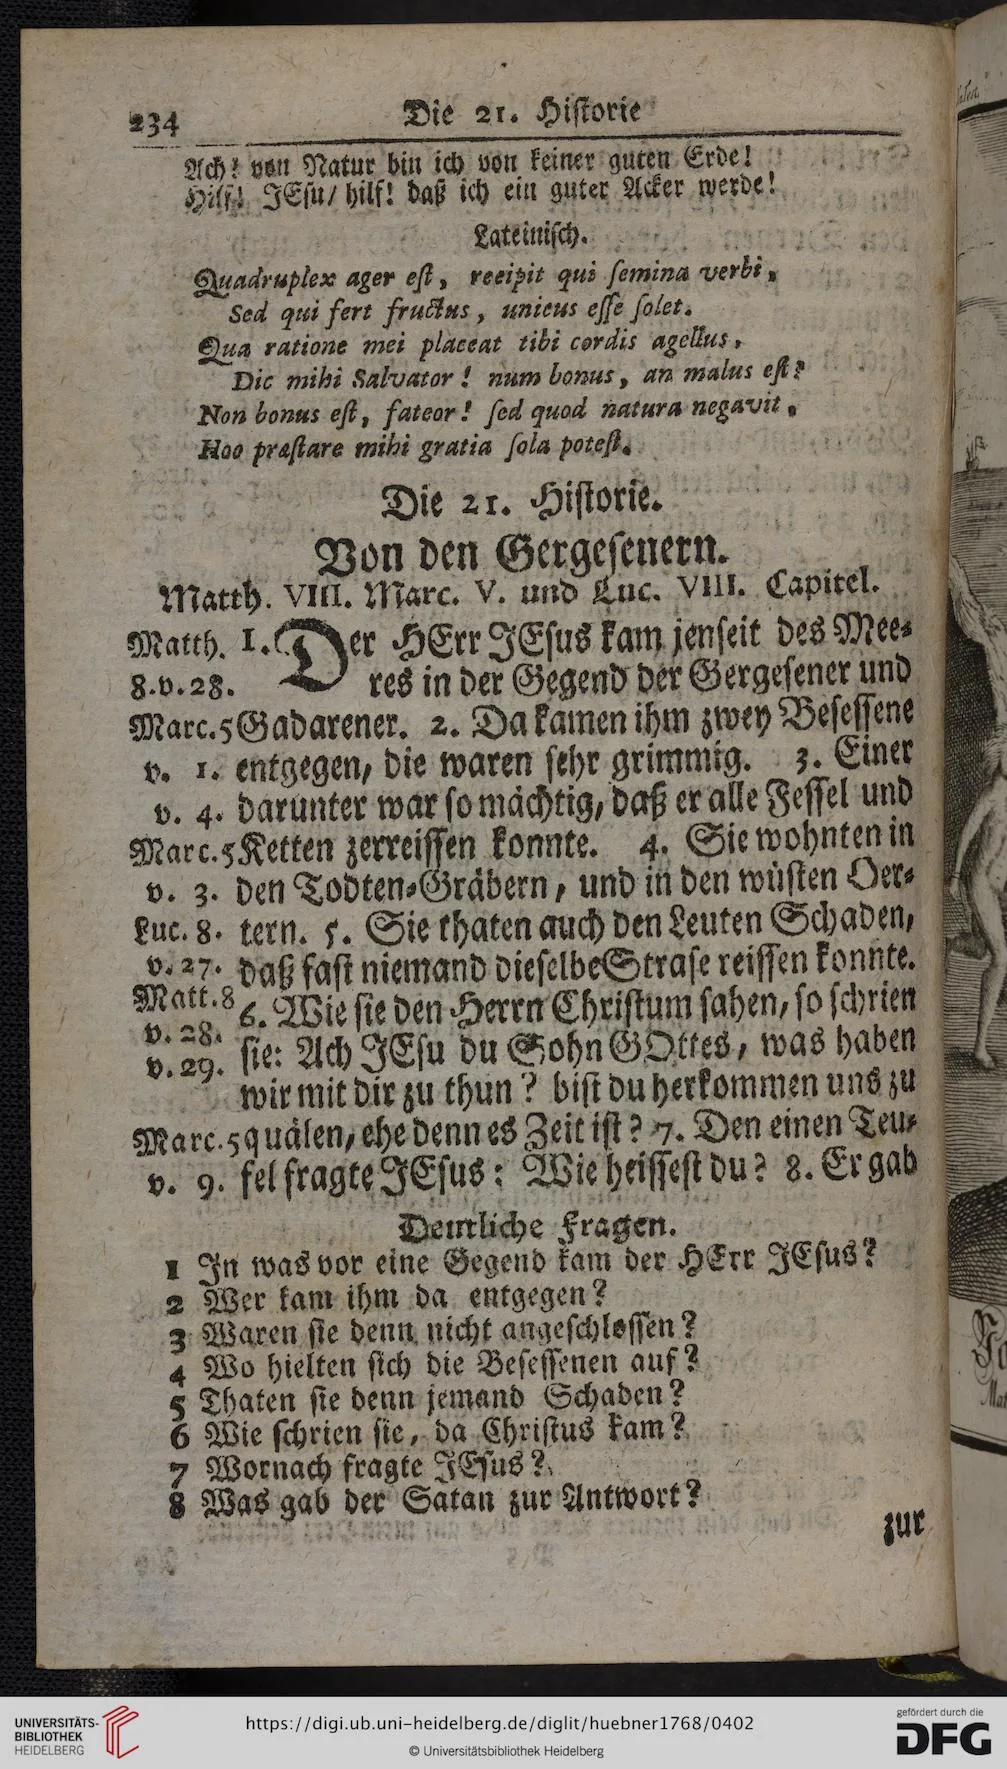 234
Die 21. Historie
Ach! von Natur bin ich von keiner guten Erde!
Hilf! JEsu/ hilf! daß ich ein guter Acker werde!
Lateinisch.
Quadruplex ager eſt, recipit qui ſemina verbi,
Sed qui fert fructus, unicus eſſe ſolet.
Qua ratione mei placeat tibi cordis agellus,
Dic mihi Salvator! num bonus, an malus eſt?
Non bonus eſt, fateor! ſed quod natura negavit,
Hoo præſtare mihi gratia ſola poteſt.
Die 21. Hiſtorie.
Von den Gergeſenern.
Matth. VIII. Marc. V. und Luc. VIII. Capitel.
Matth. 1. Der HErr JEſus kam jenſeit des Mee⸗
8. v. 28. res in der Gegend der Gergeſener und
Marc. 5 Gadarener. 2. Da kamen ihm zwey Beſeſſene
v. 1. entgegen, die waren ſehr grimmig. 3. Einer
v. 4. darunter war ſo mächtig, daß er alle Feſſel und
Marc. 5 Ketten zerreiſſen konnte. 4. Sie wohnten in
v. 3. den Todten⸗Gräbern, und in den wüſten Oer⸗
Luc. 8. tern. 5. Sie thaten auch den Leuten Schaden,
v. 27. daß faſt niemand dieſelbe Straſe reiſſen konnte.
Matt. 8 6. Wie ſie den Herrn Chriſtum ſahen, ſo ſchrien
v. 28.
v. 29. ſie: Ach JEſu du Sohn GOttes, was haben
wir mit dir zu thun? biſt du herkommen uns zu
Marc. 5 quälen, ehe denn es Zeit iſt? 7. Den einen Teu⸗
v. 9. fel fragte JEſus: Wie heiſſeſt du? 8. Er gab
Deutliche Fragen.
1 In was vor eine Gegend kam der HErr JEſus?
2 Wer kam ihm da entgegen?
3 Waren ſie denn nicht angeſchloſſen?
4 Wo hielten ſich die Beſeſſenen auf?
5 Thaten ſie denn jemand Schaden?
6 Wie ſchrien ſie, da Chriſtus kam?
7 Wornach fragte JEſus?
8 Was gab der Satan zur Antwort?
zur
UNIVERSITÄTS-
BIBLIOTHEK
HEIDELBERG
https://digi.ub.uni-heidelberg.de/diglit/huebner1768/0402
© Universitätsbibliothek Heidelberg
gefördert durch die
DFG